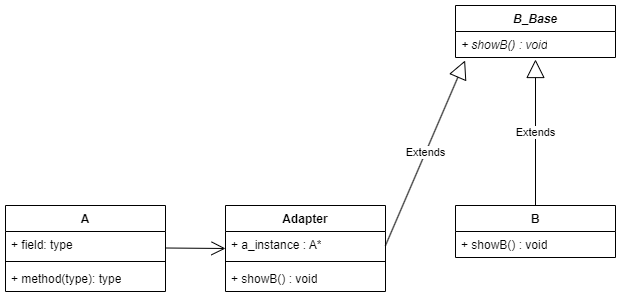 B_Base
+ showB() : void
Extends
Extends
A
+ field: type
+ method(type): type
Adapter
+ a_instance : A*
+ showB() : void
B
+ showB() : void